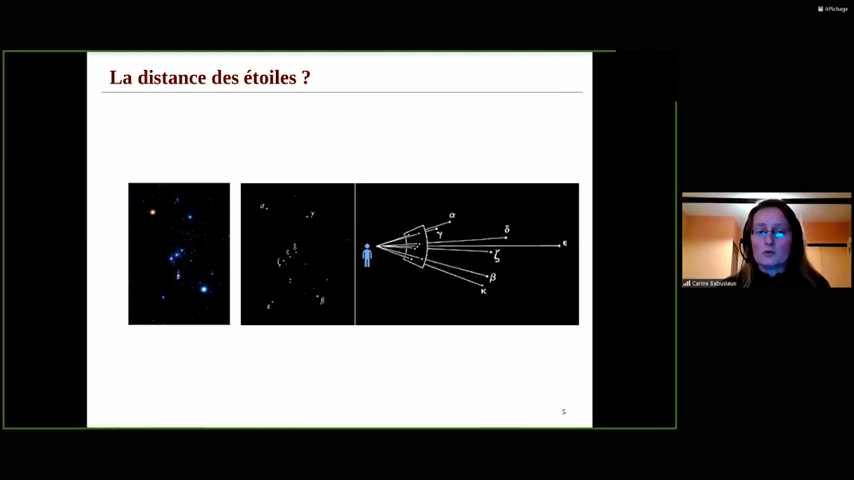 Affichage
La distance des étoiles ?
α
γ
δ
ε
ζ
κ
β
α
γ
δ
ε
ζ
β
κ
5
Carine Babusiaux